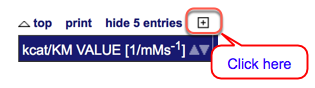 top print hide 5 entries
kcat/KM VALUE [1/mMs⁻¹]
Click here